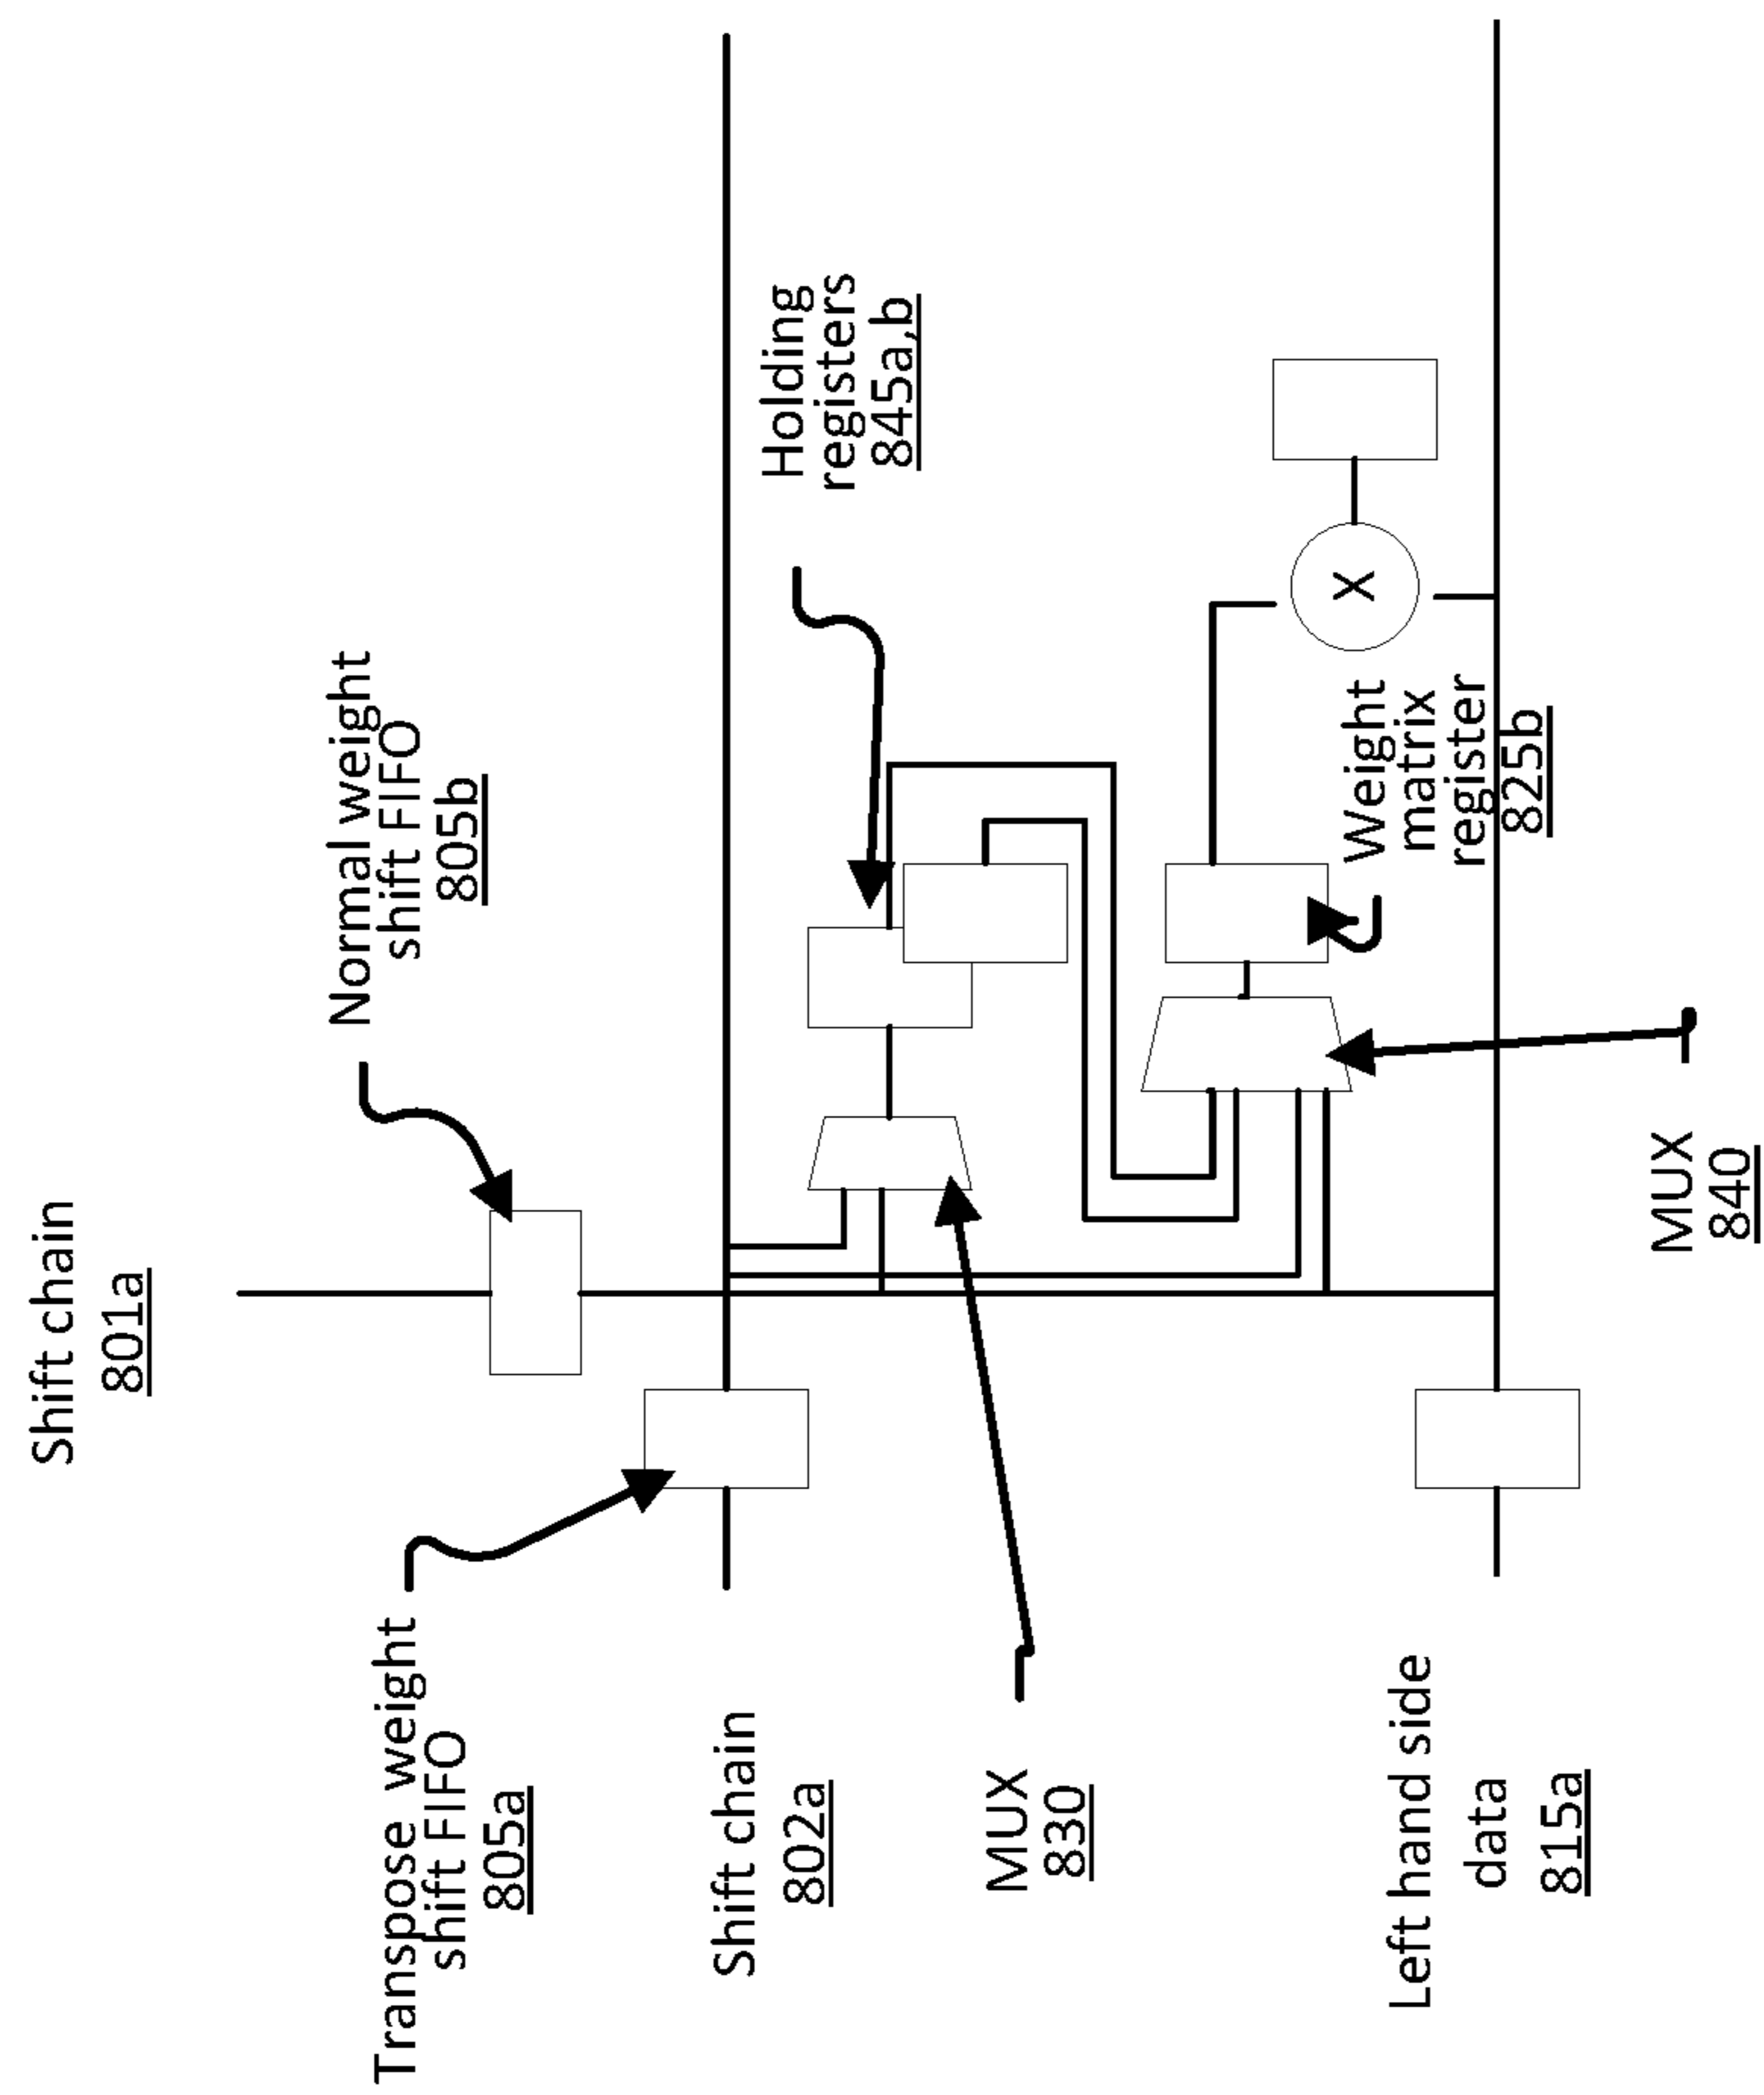 Shift chain
801a
Normal weight
shift FIFO
805b
Transpose weight
shift FIFO
805a
Shift chain
802a
Holding
registers
845a,b
MUX
830
X
Weight
matrix
register
825b
Left hand side
data
815a
MUX
840